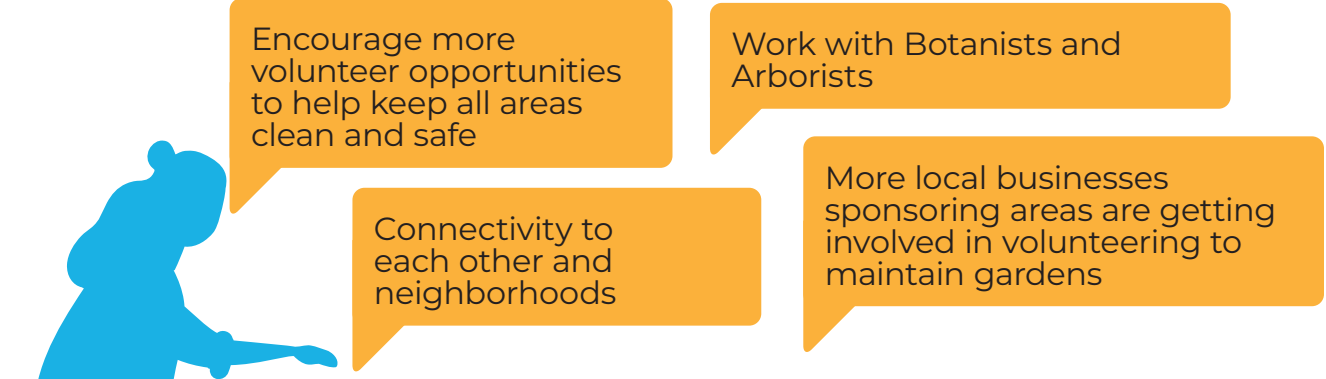 Encourage more
volunteer opportunities
to help keep all areas
clean and safe
Work with Botanists and
Arborists
Connectivity to
each other and
neighborhoods
More local businesses
sponsoring areas are getting
involved in volunteering to
maintain gardens